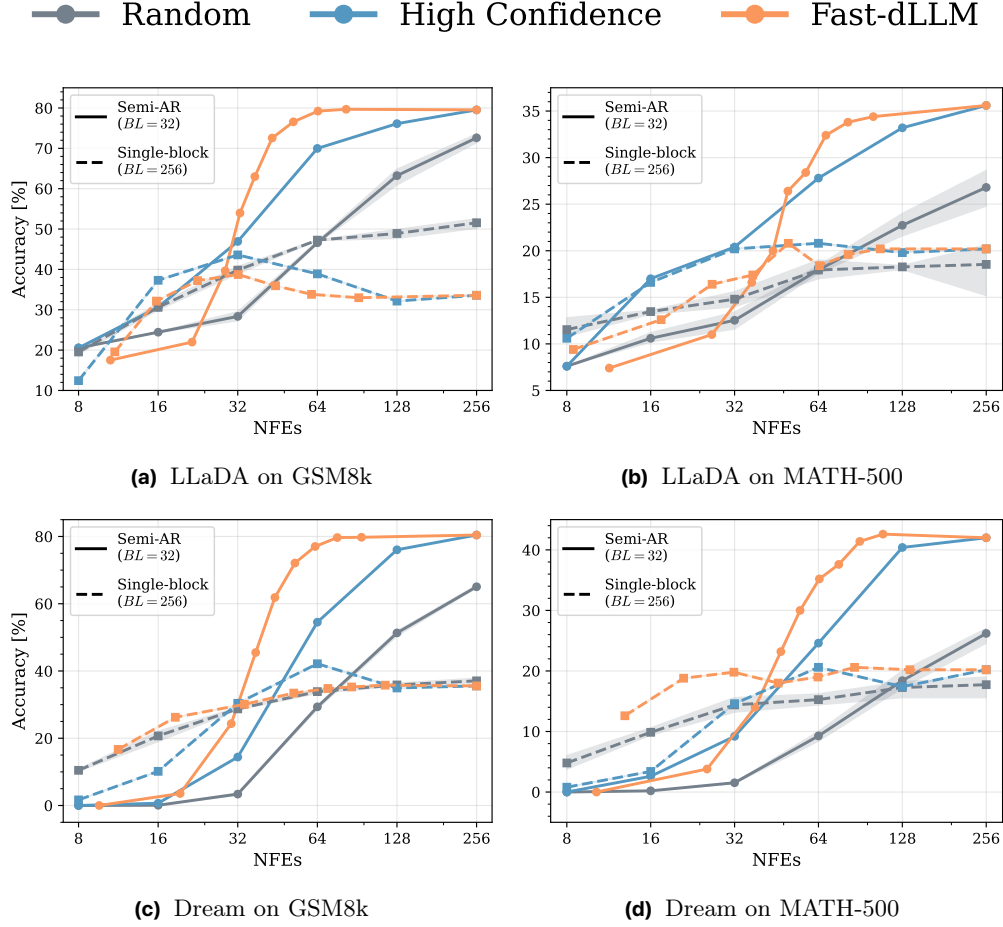 Random High Confidence Fast-dLLM
Semi-AR
(BL = 32)
Single-block
(BL = 256)
Accuracy [%]
80
70
60
50
40
30
20
10
8 16 32 64 128 256
NFEs
(a) LLaDA on GSM8k
Semi-AR
(BL = 32)
Single-block
(BL = 256)
35
30
25
20
15
10
5
8 16 32 64 128 256
NFEs
(b) LLaDA on MATH-500
Semi-AR
(BL = 32)
Single-block
(BL = 256)
Accuracy [%]
80
60
40
20
0
8 16 32 64 128 256
NFEs
(c) Dream on GSM8k
Semi-AR
(BL = 32)
Single-block
(BL = 256)
40
30
20
10
0
8 16 32 64 128 256
NFEs
(d) Dream on MATH-500